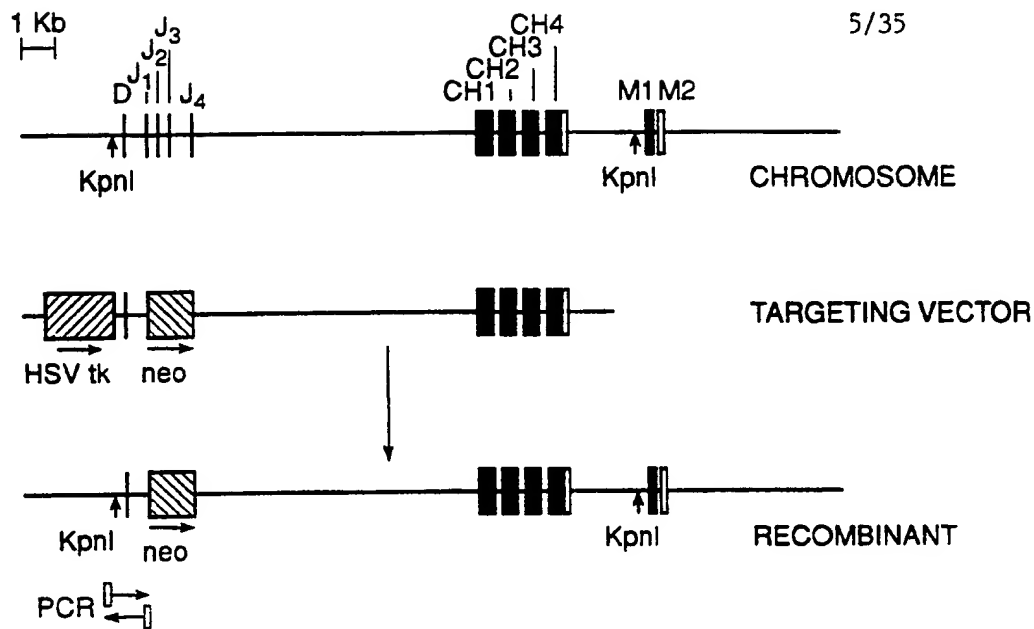 1 Kb
5/35
D J1 J2 J3 J4
CH1 CH2 CH3 CH4
M1 M2
KpnI
KpnI
CHROMOSOME
HSV tk
neo
TARGETING VECTOR
KpnI
neo
KpnI
RECOMBINANT
PCR